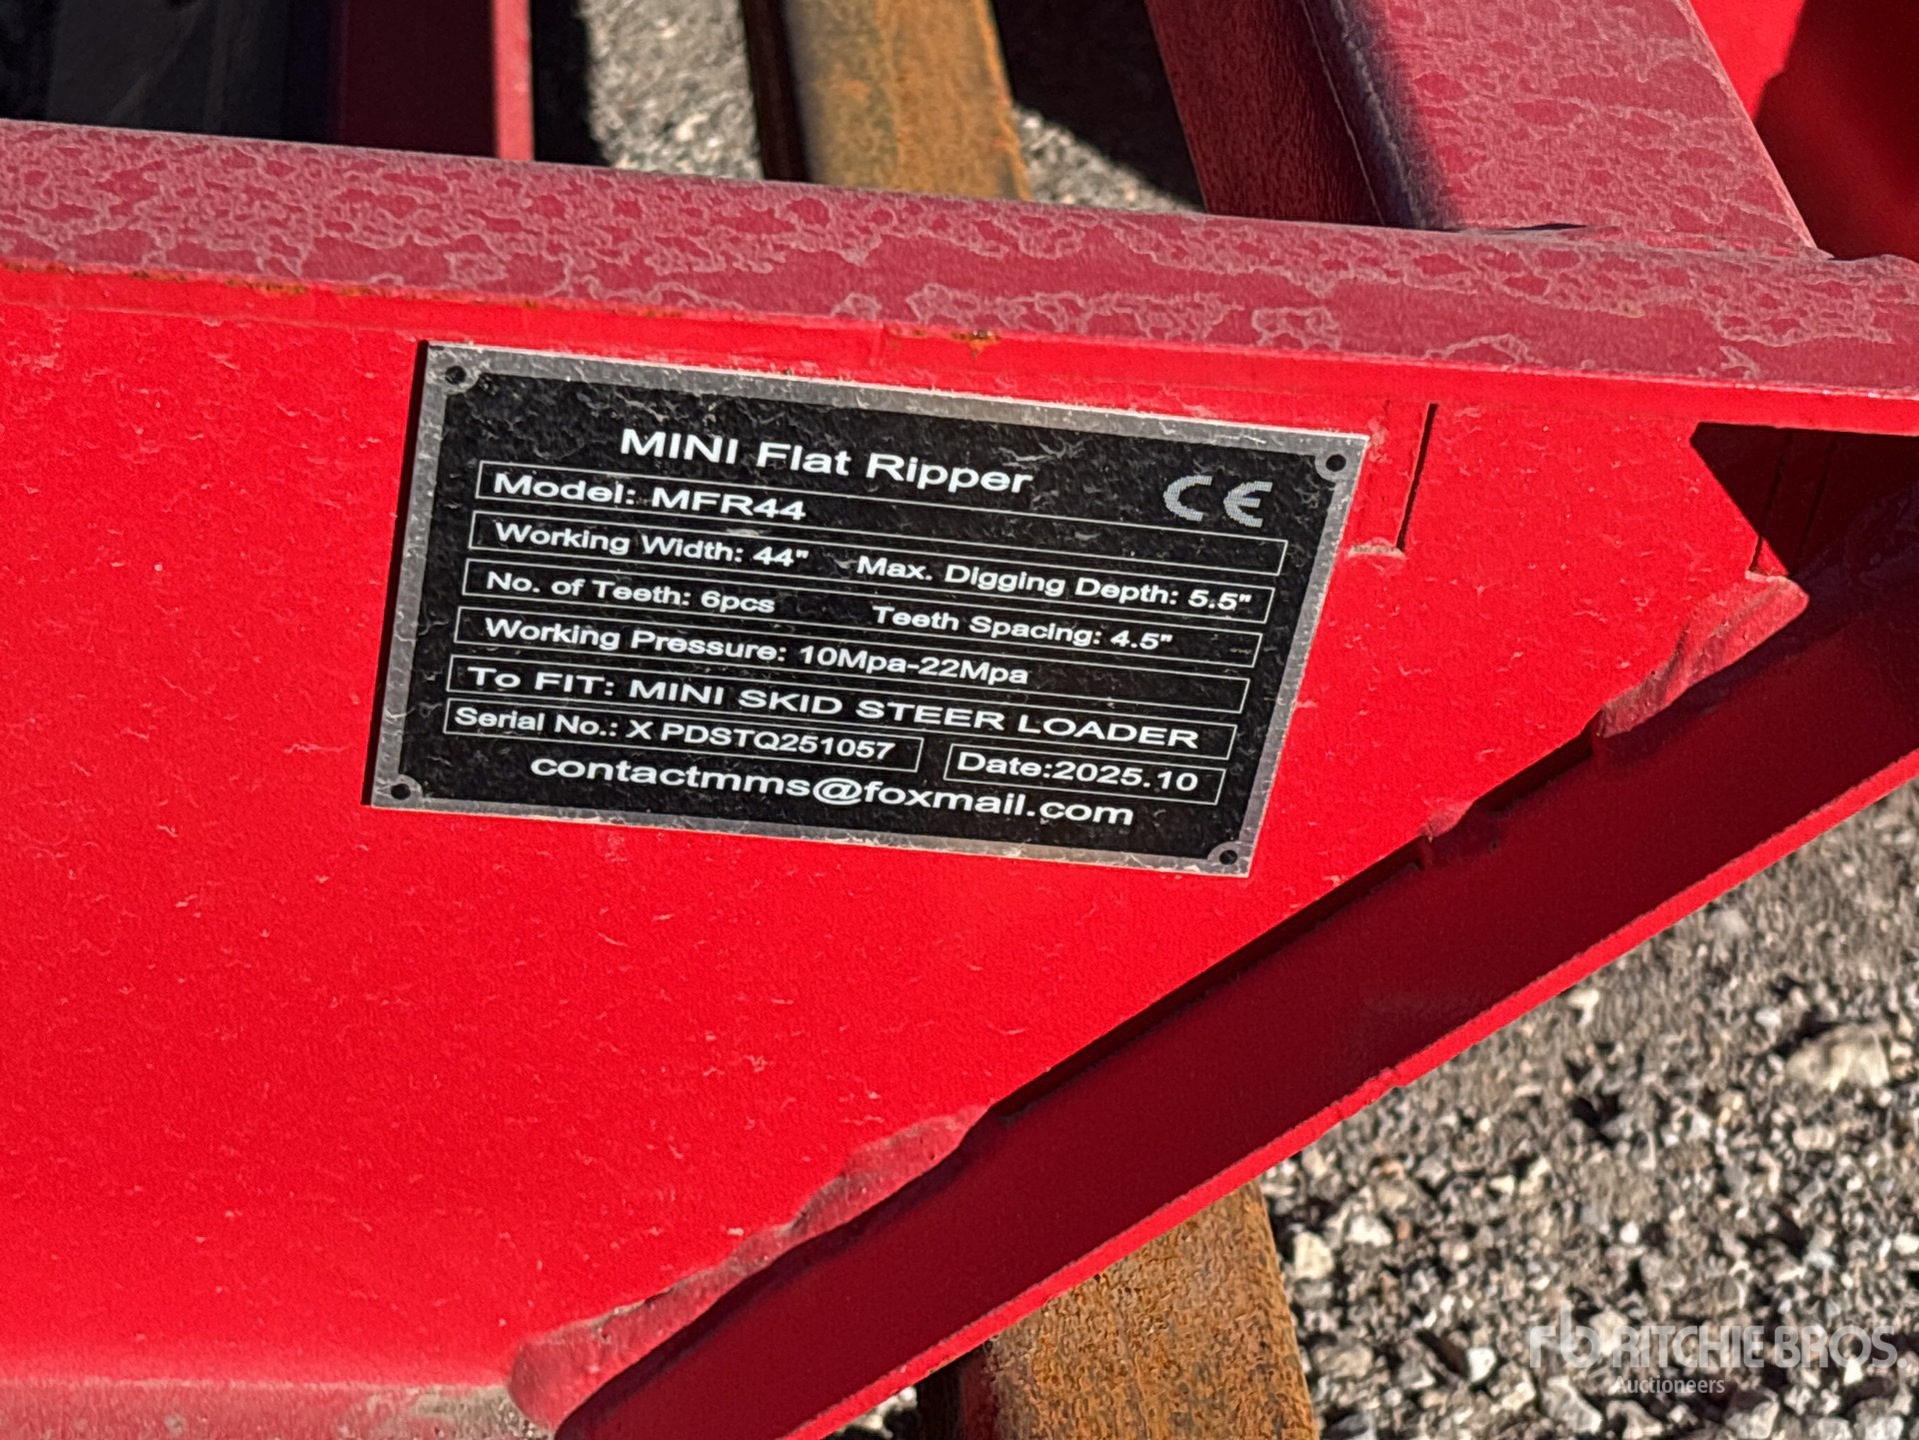 MINI Flat Ripper
CE
Model: MFR44
Working Width: 44" Max. Digging Depth: 5.5"
No. of Teeth: 6pcs Teeth Spacing: 4.5"
Working Pressure: 10Mpa-22Mpa
To FIT: MINI SKID STEER LOADER
Serial No.: X PDSTQ251057 Date:2025.10
contactmms@foxmail.com
rb RITCHIE BROS.
Auctioneers